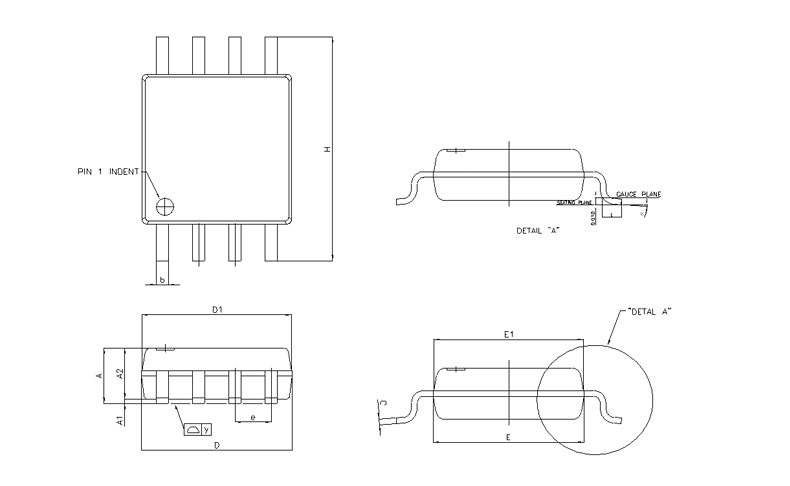 H
PIN 1 INDENT
b
GAUGE PLANE
SEATING PLANE
0.010
L
DETAIL "A"
D1
A
A2
A1
e
y
D
E1
"DETAL A"
C
E